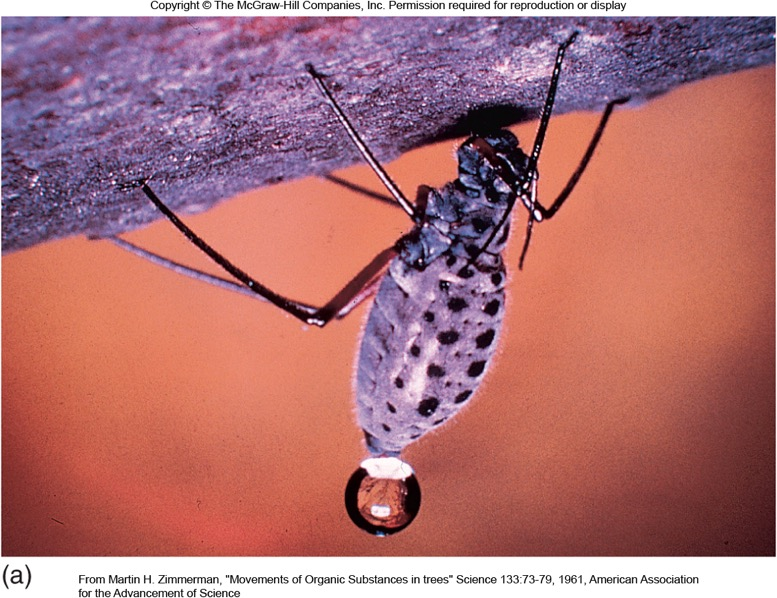 Copyright © The McGraw-Hill Companies, Inc. Permission required for reproduction or display
(a)
From Martin H. Zimmerman, "Movements of Organic Substances in trees" Science 133:73-79, 1961, American Association
for the Advancement of Science